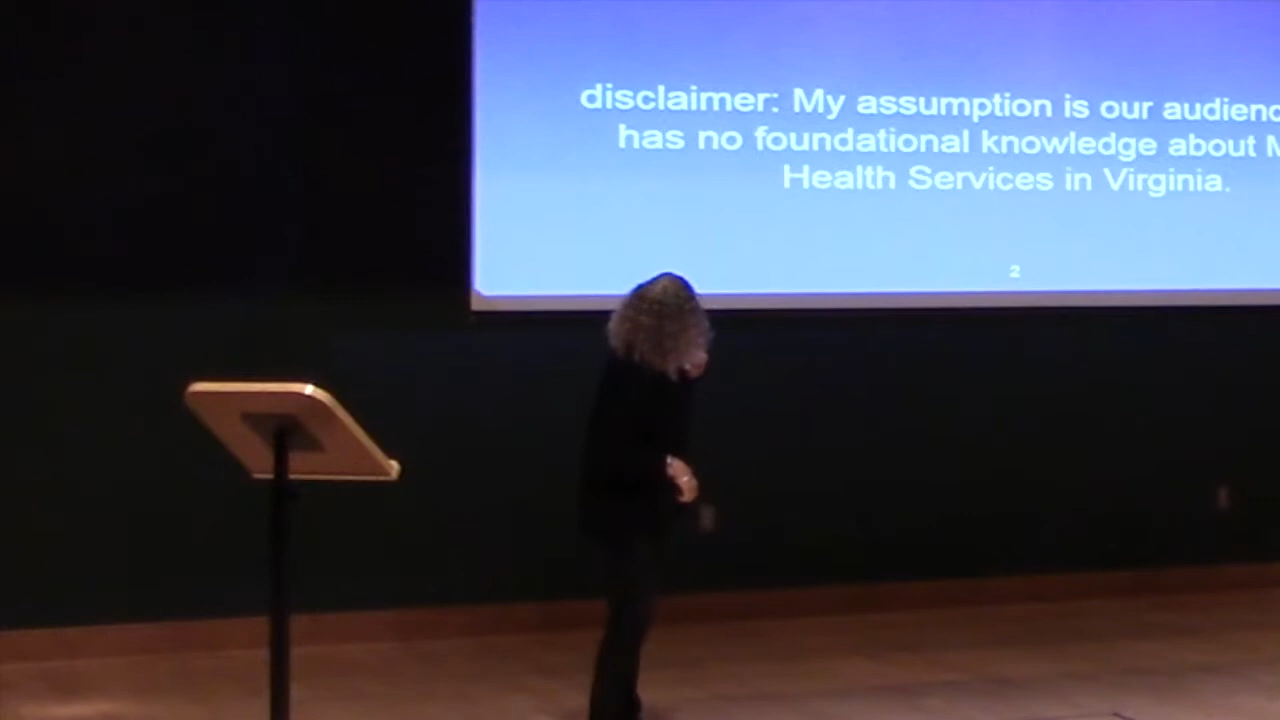 disclaimer: My assumption is our audienc
has no foundational knowledge about M
Health Services in Virginia.
2